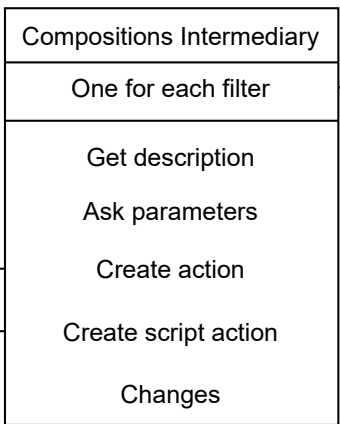 Compositions Intermediary
One for each filter
Get description
Ask parameters
Create action
Create script action
Changes